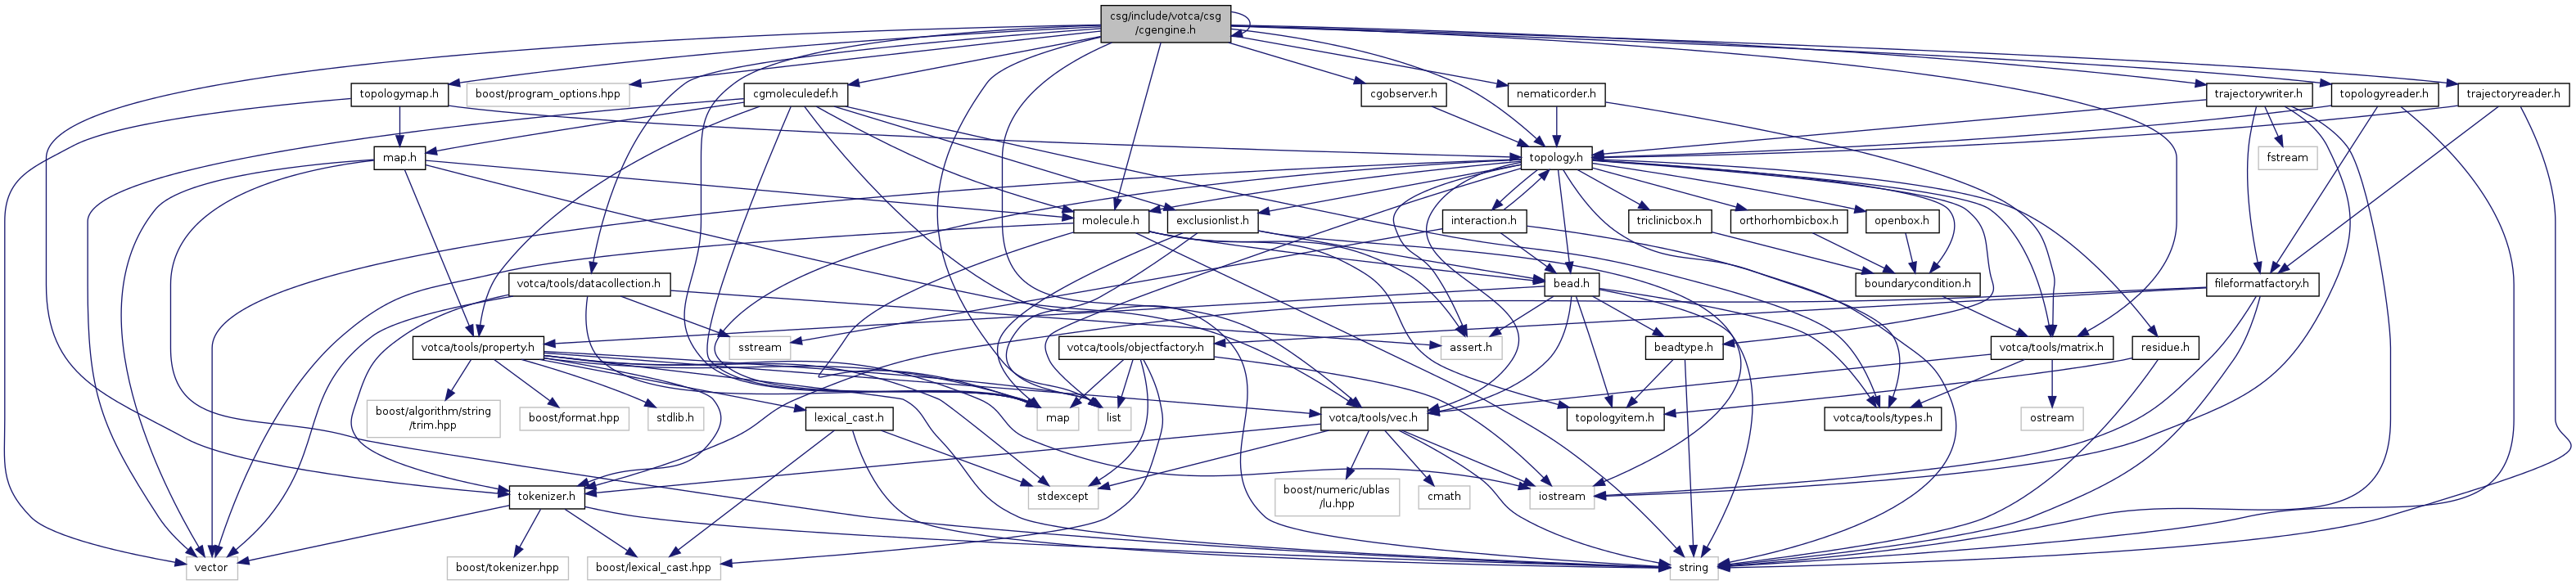 csg/include/votca/csg
/cgengine.h
topologymap.h
boost/program_options.hpp
cgmoleculedef.h
cgobserver.h
nematicorder.h
trajectorywriter.h
topologyreader.h
trajectoryreader.h
map.h
topology.h
fstream
molecule.h
exclusionlist.h
interaction.h
triclinicbox.h
orthorhombicbox.h
openbox.h
votca/tools/datacollection.h
bead.h
boundarycondition.h
fileformatfactory.h
votca/tools/property.h
sstream
votca/tools/objectfactory.h
assert.h
beadtype.h
votca/tools/matrix.h
residue.h
boost/algorithm/string
/trim.hpp
boost/format.hpp
stdlib.h
lexical_cast.h
map
list
votca/tools/vec.h
topologyitem.h
votca/tools/types.h
ostream
tokenizer.h
stdexcept
boost/numeric/ublas
/lu.hpp
cmath
iostream
vector
boost/tokenizer.hpp
boost/lexical_cast.hpp
string